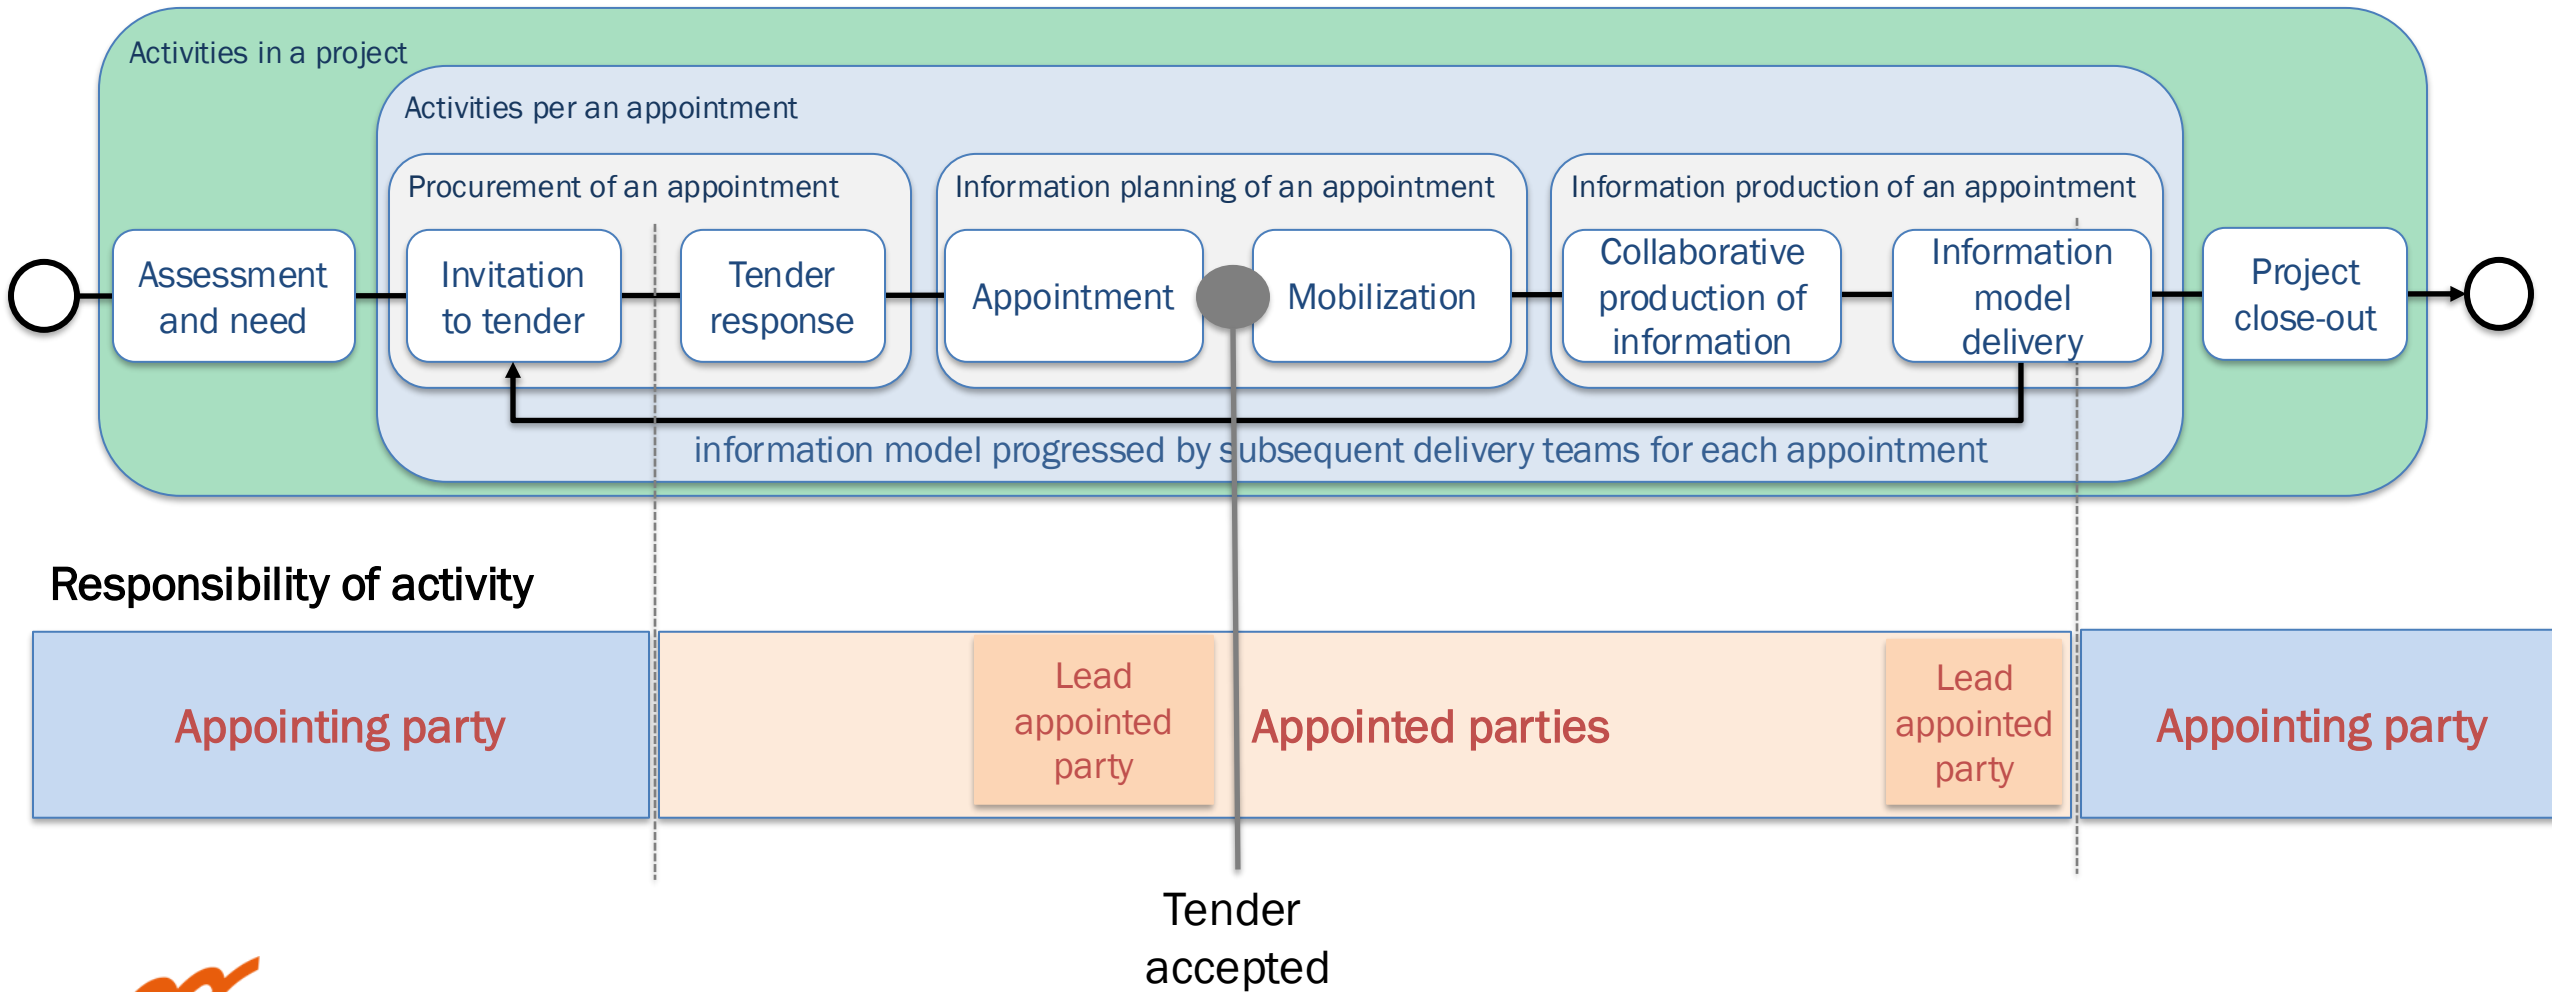 Activities in a project
Activities per an appointment
Procurement of an appointment
Information planning of an appointment
Information production of an appointment
Assessment
and need
Invitation
to tender
Tender
response
Appointment
Mobilization
Collaborative
production of
information
Information
model
delivery
Project
close-out
information model progressed by subsequent delivery teams for each appointment
Responsibility of activity
Appointing party
Lead
appointed
party
Appointed parties
Lead
appointed
party
Appointing party
Tender
accepted